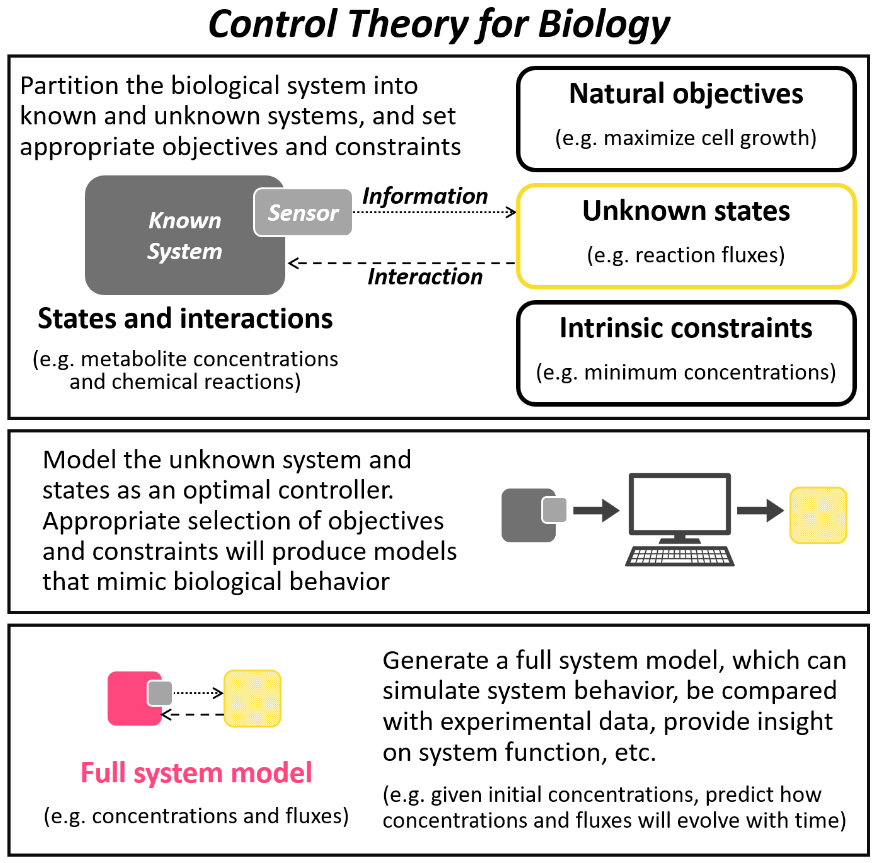 Control Theory for Biology
Partition the biological system into
known and unknown systems, and set
appropriate objectives and constraints
Known
System
Sensor
Information
Interaction
States and interactions
(e.g. metabolite concentrations
and chemical reactions)
Natural objectives
(e.g. maximize cell growth)
Unknown states
(e.g. reaction fluxes)
Intrinsic constraints
(e.g. minimum concentrations)
Model the unknown system and
states as an optimal controller.
Appropriate selection of objectives
and constraints will produce models
that mimic biological behavior
Full system model
(e.g. concentrations and fluxes)
Generate a full system model, which can
simulate system behavior, be compared
with experimental data, provide insight
on system function, etc.
(e.g. given initial concentrations, predict how
concentrations and fluxes will evolve with time)